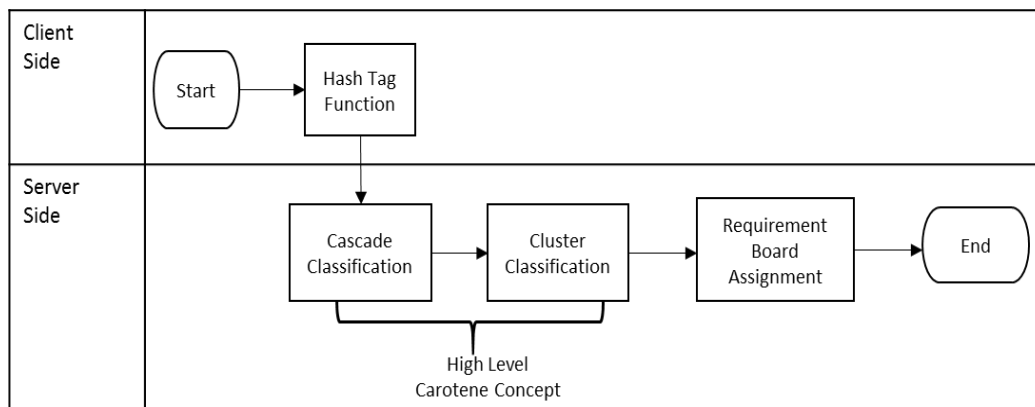 Client
Side
Start
Hash Tag
Function
Server
Side
Cascade
Classification
Cluster
Classification
Requirement
Board
Assignment
End
High Level
Carotene Concept